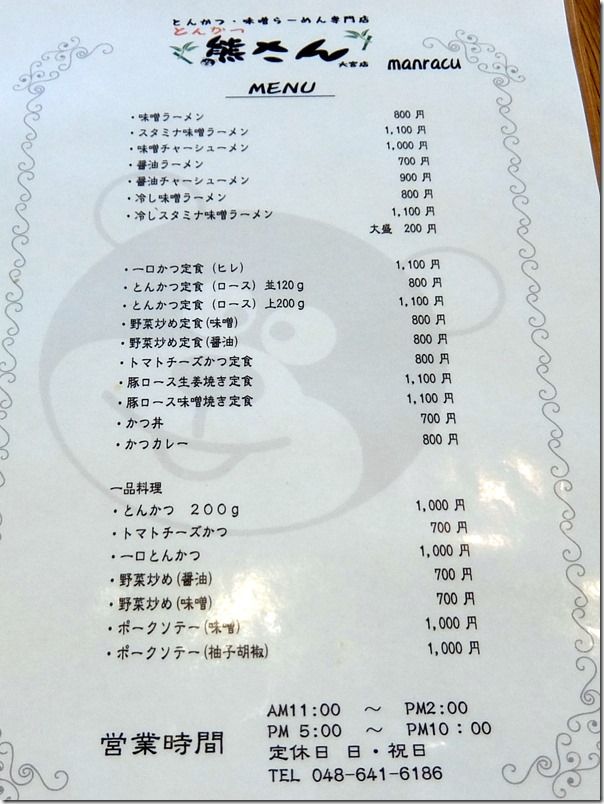 とんかつ・味噌らーめん専門店
とんかつ
の熊さん 大宮店 manracu
MENU
・味噌ラーメン 800 円
・スタミナ味噌ラーメン 1,100 円
・味噌チャーシューメン 1,000 円
・醤油ラーメン 700 円
・醤油チャーシューメン 900 円
・冷し味噌ラーメン 800 円
・冷しスタミナ味噌ラーメン 1,100 円
大盛 200 円
・一口かつ定食 (ヒレ) 1,100 円
・とんかつ定食 (ロース) 並120g 800 円
・とんかつ定食 (ロース) 上200g 1,100 円
・野菜炒め定食(味噌) 800 円
・野菜炒め定食(醤油) 800 円
・トマトチーズかつ定食 800 円
・豚ロース生姜焼き定食 1,100 円
・豚ロース味噌焼き定食 1,100 円
・かつ丼 700 円
・かつカレー 800 円
一品料理
・とんかつ 200g 1,000 円
・トマトチーズかつ 700 円
・一口とんかつ 1,000 円
・野菜炒め(醤油) 700 円
・野菜炒め(味噌) 700 円
・ポークソテー(味噌) 1,000 円
・ポークソテー(柚子胡椒) 1,000 円
営業時間 AM11:00 ～ PM2:00
PM 5:00 ～ PM10:00
定休日 日・祝日
TEL 048-641-6186